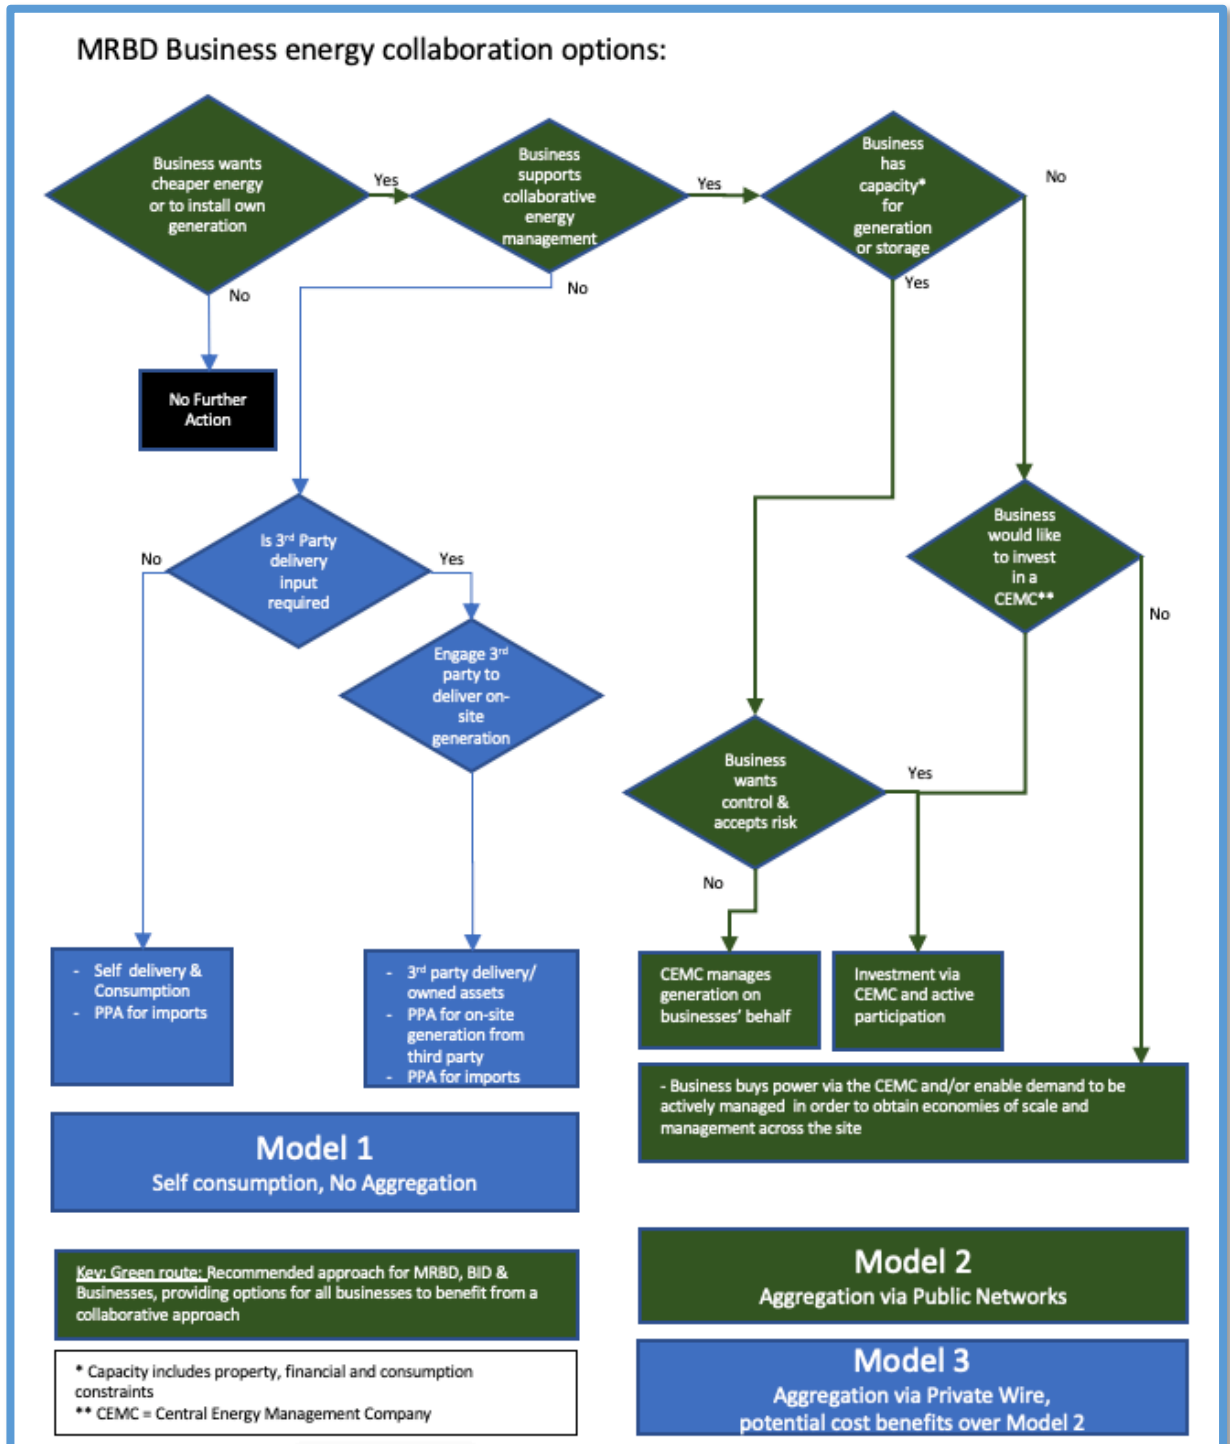 MRBD Business energy collaboration options:
Business wants
cheaper energy
or to install own
generation
Yes
Business
supports
collaborative
energy
management
Yes
Business
has
capacity*
for
generation
or storage
No
No
No
Yes
No Further
Action
Is 3rd Party
delivery
input
required
No
Yes
Business
would like
to invest
in a
CEMC**
No
Engage 3rd
party to
deliver on-
site
generation
Business
wants
control &
accepts risk
Yes
No
- Self delivery &
Consumption
- PPA for imports
- 3rd party delivery/
owned assets
- PPA for on-site
generation from
third party
- PPA for imports
CEMC manages
generation on
businesses' behalf
Investment via
CEMC and active
participation
- Business buys power via the CEMC and/or enable demand to be
actively managed in order to obtain economies of scale and
management across the site
Model 1
Self consumption, No Aggregation
Key: Green route: Recommended approach for MRBD, BID &
Businesses, providing options for all businesses to benefit from a
collaborative approach
Model 2
Aggregation via Public Networks
* Capacity includes property, financial and consumption
constraints
** CEMC = Central Energy Management Company
Model 3
Aggregation via Private Wire,
potential cost benefits over Model 2